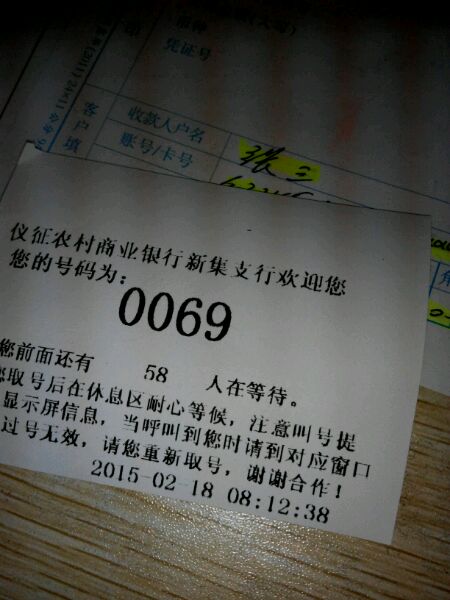 凭证号
客户填
收款人户名
张三
账号/卡号
仪征农村商业银行新集支行欢迎您
您的号码为：
0069
您前面还有 58 人在等待。
您取号后在休息区耐心等候，注意叫号提
显示屏信息，当呼叫到您时请到对应窗口
过号无效，请您重新取号，谢谢合作！
2015-02-18 08:12:38